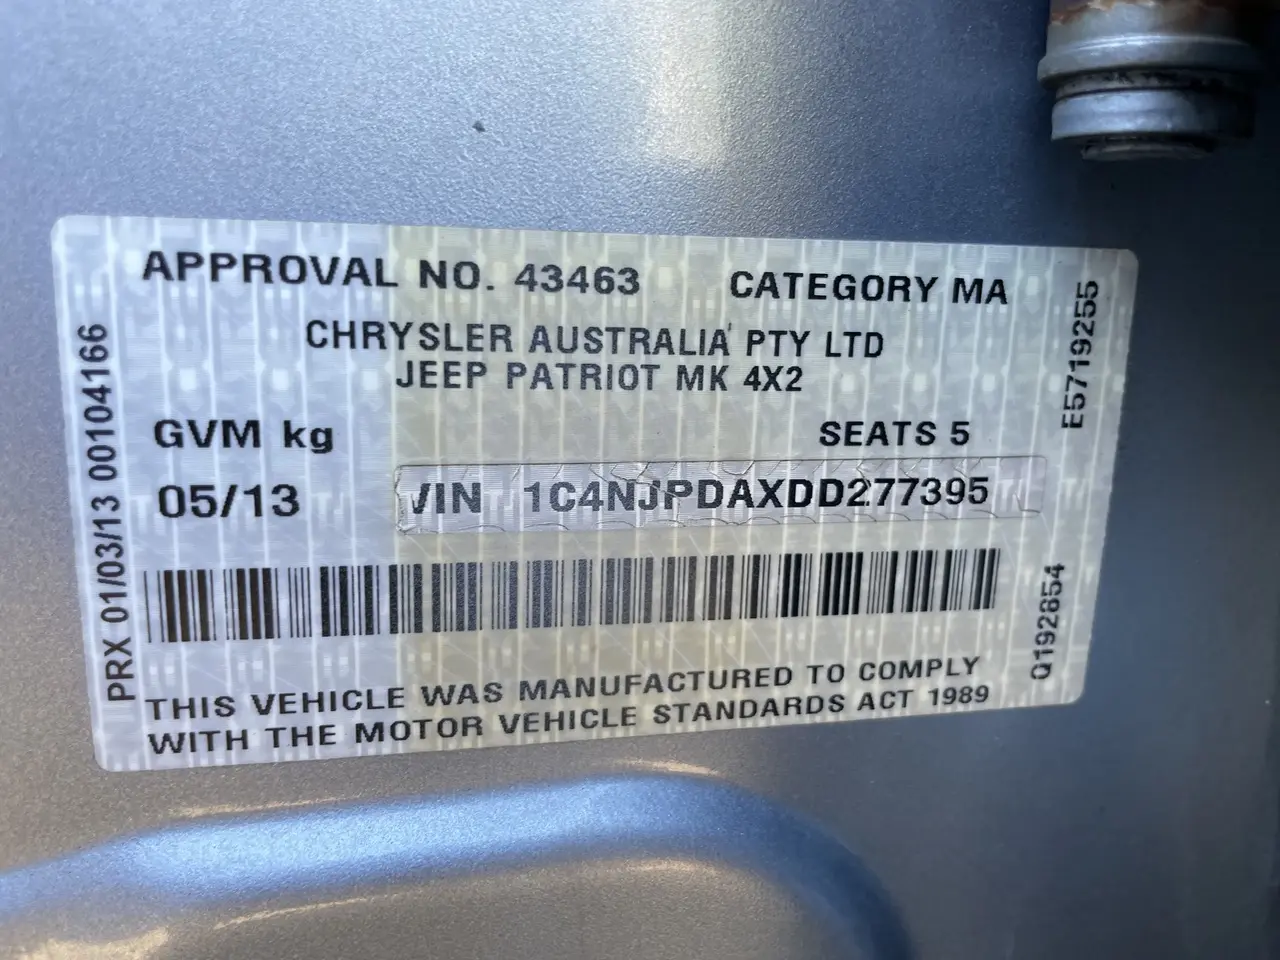 APPROVAL NO. 43463 CATEGORY MA
CHRYSLER AUSTRALIA PTY LTD
JEEP PATRIOT MK 4X2
GVM kg SEATS 5
05/13 VIN 1C4NJPDAXDD277395
THIS VEHICLE WAS MANUFACTURED TO COMPLY
WITH THE MOTOR VEHICLE STANDARDS ACT 1989
PRX 01/03/13 00104166
E5719255
Q192854